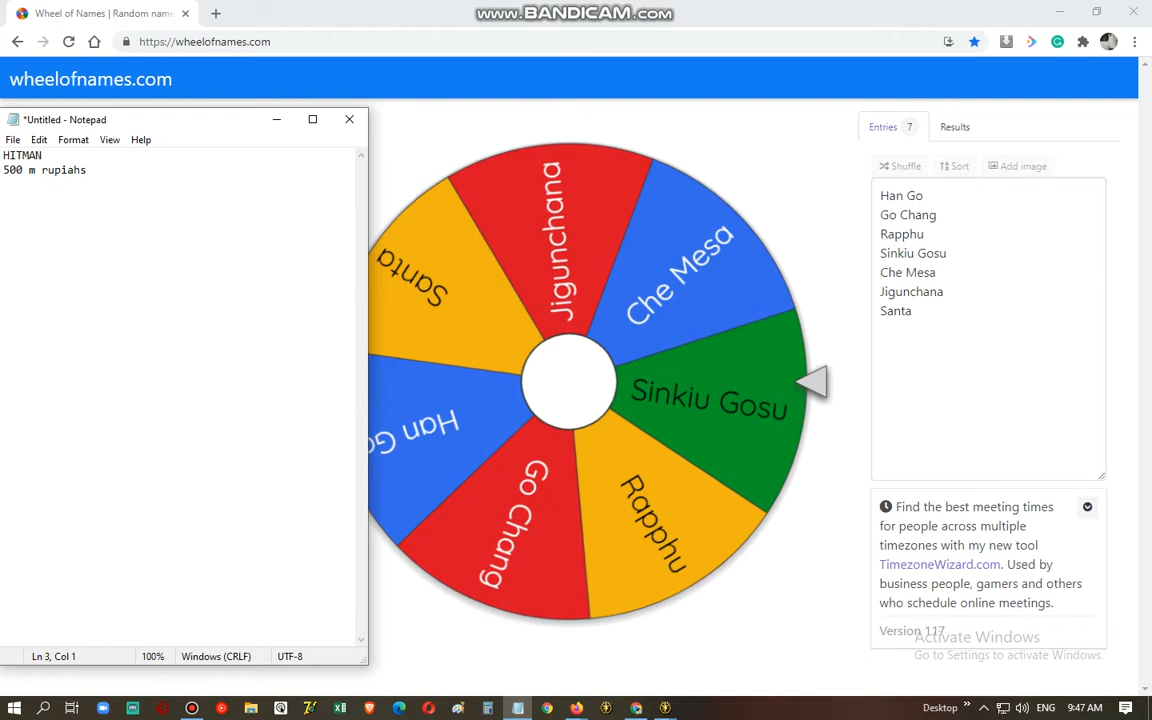 Wheel of Names | Random name
www.BANDICAM.com
https://wheelofnames.com
wheelofnames.com
*Untitled - Notepad
File Edit Format View Help
HITMAN
500 m rupiahs
Ln 3, Col 1 100% Windows (CRLF) UTF-8
Jigunchana
Che Mesa
Sinkiu Gosu
Rapphu
Go Chang
Han Go
Santa
Entries 7 Results
Shuffle Sort Add image
Han Go
Go Chang
Rapphu
Sinkiu Gosu
Che Mesa
Jigunchana
Santa
Find the best meeting times
for people across multiple
timezones with my new tool
TimezoneWizard.com. Used by
business people, gamers and others
who schedule online meetings.
Version 117
Activate Windows
Go to Settings to activate Windows.
Desktop ENG 9:47 AM